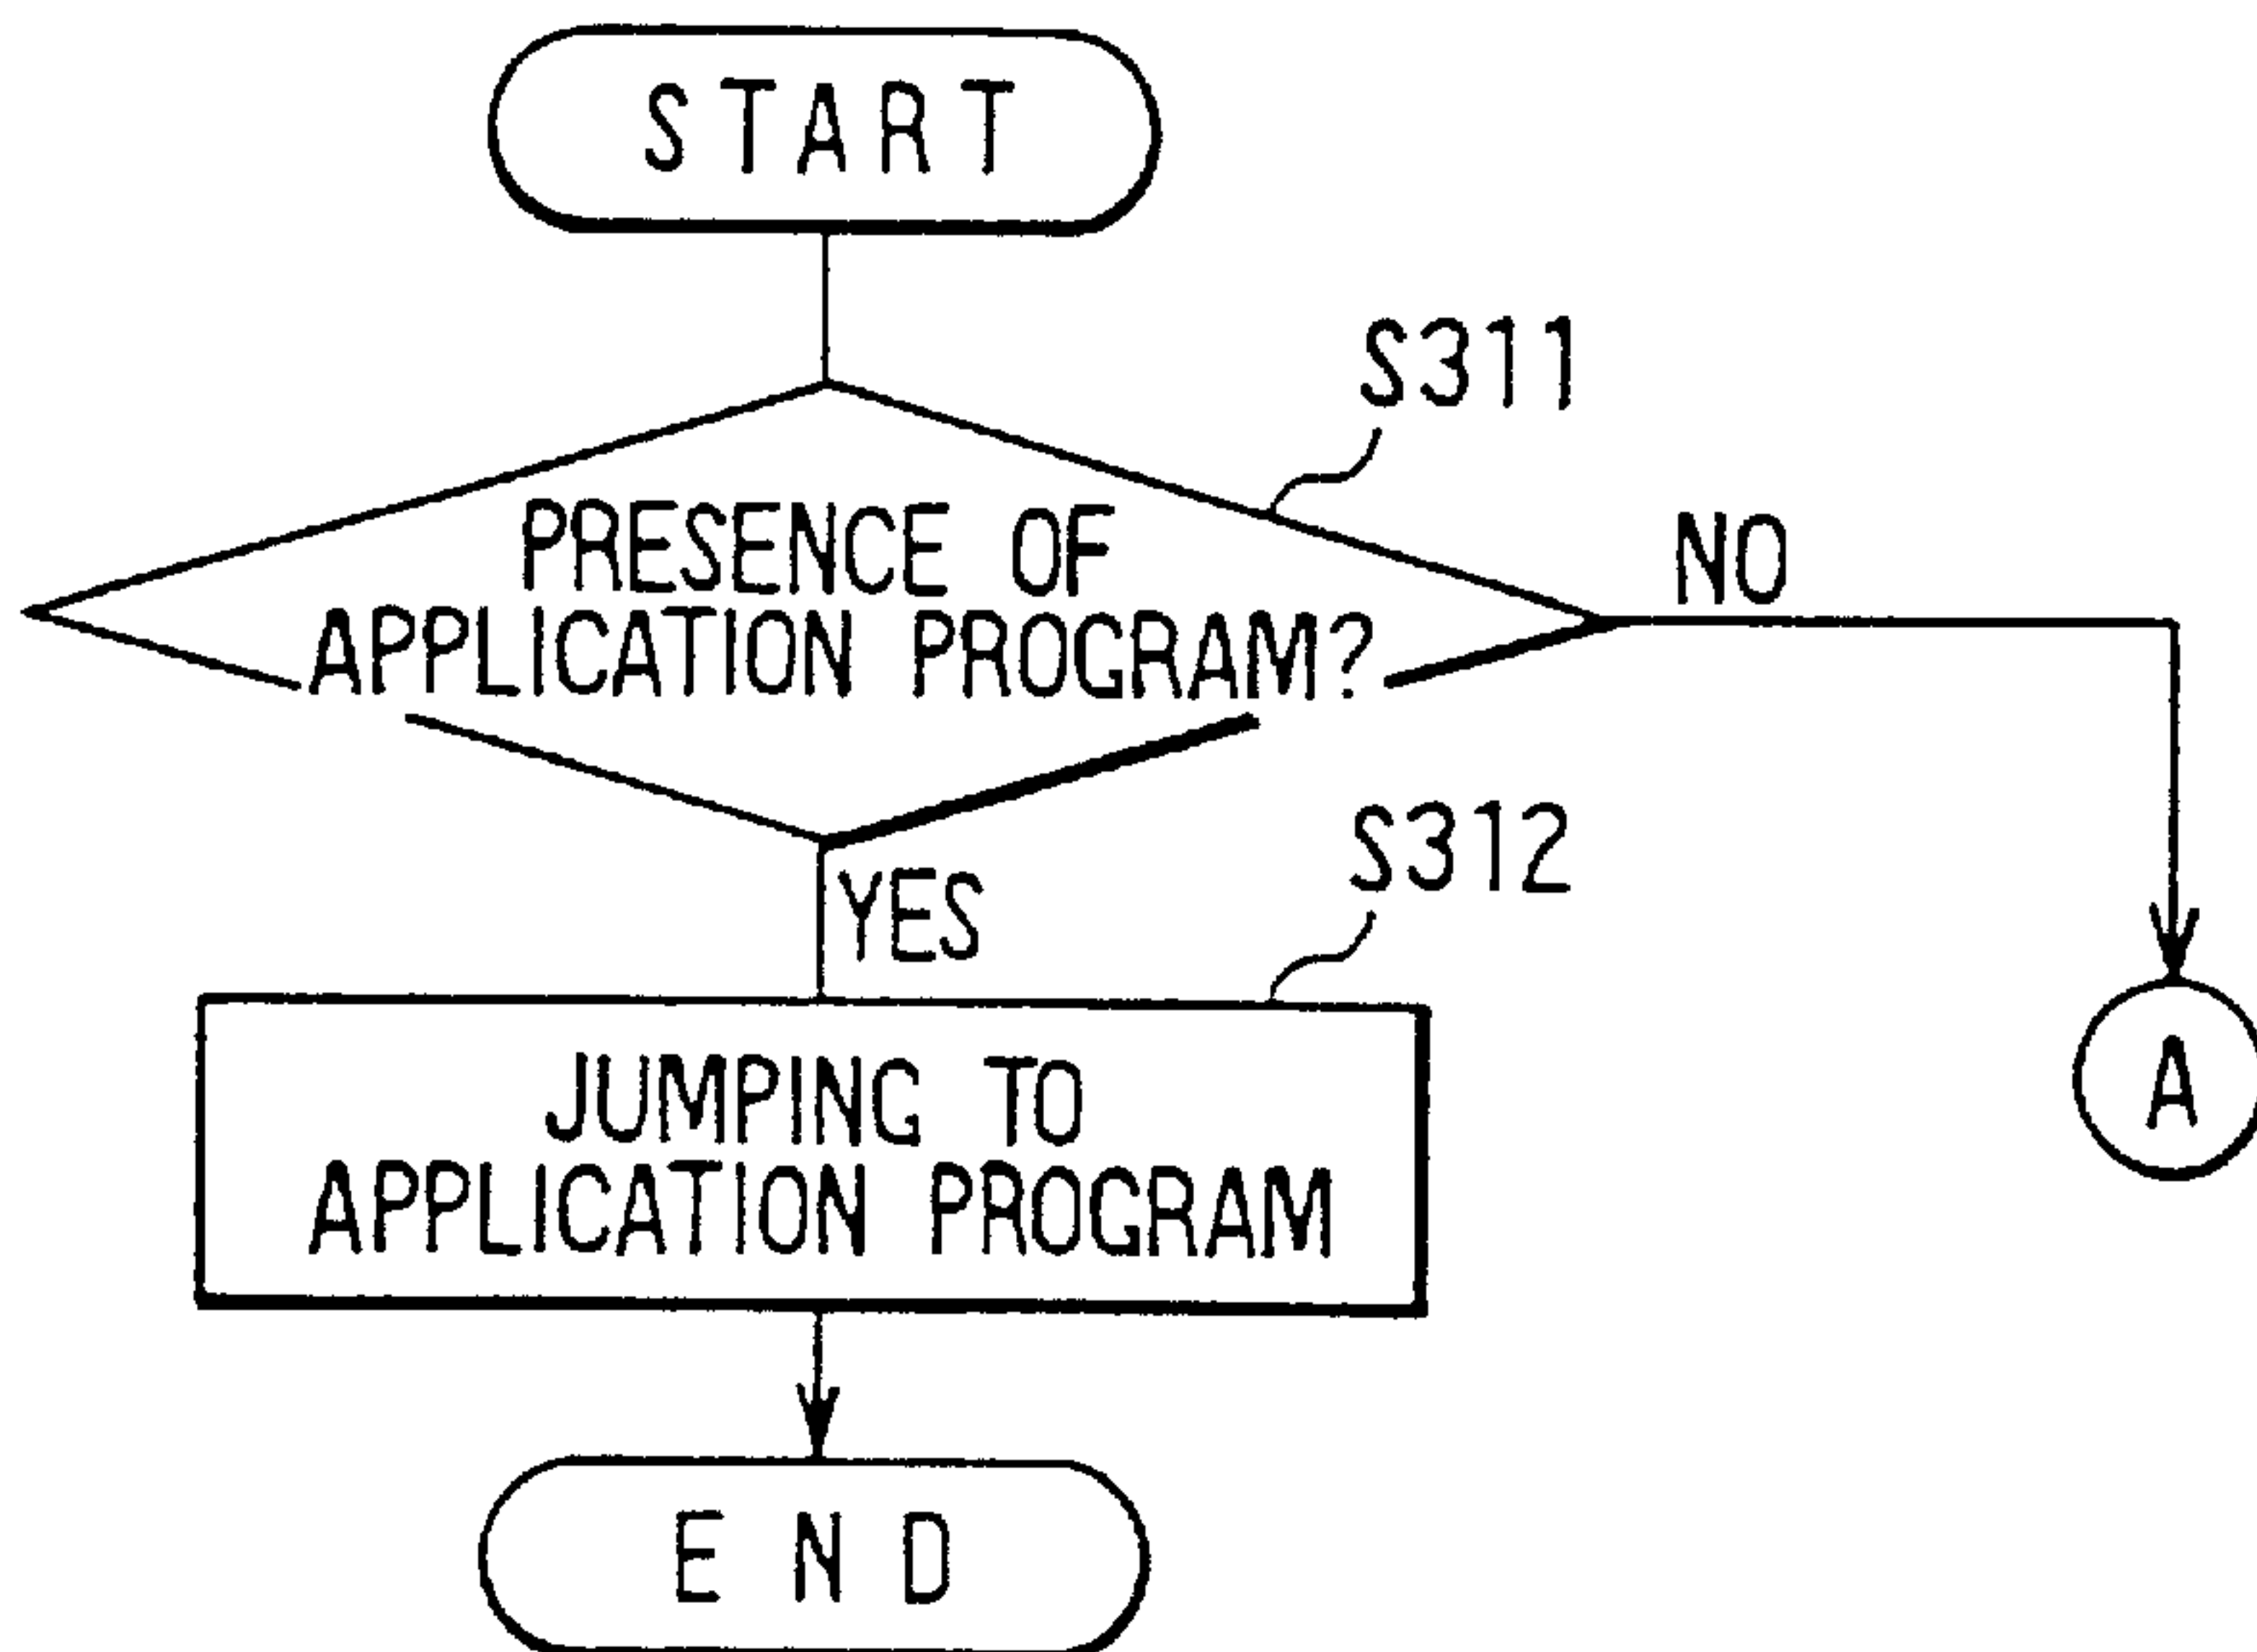 START
S311
PRESENCE OF
APPLICATION PROGRAM?
NO
YES
S312
JUMPING TO
APPLICATION PROGRAM
A
END